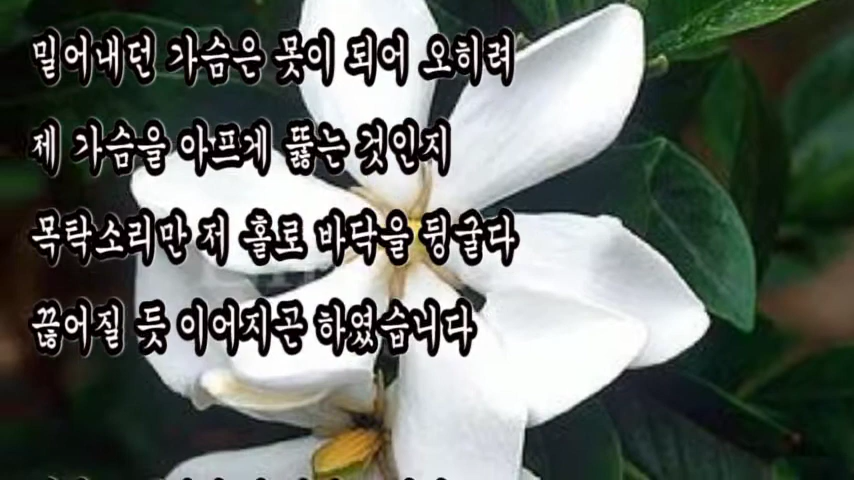 밀어내던 가슴은 못이 되어 오히려
제 가슴을 아프게 뚫는 것인지
목탁소리만 저 홀로 바닥을 뒹굴다
끊어질 듯 이어지곤 하였습니다